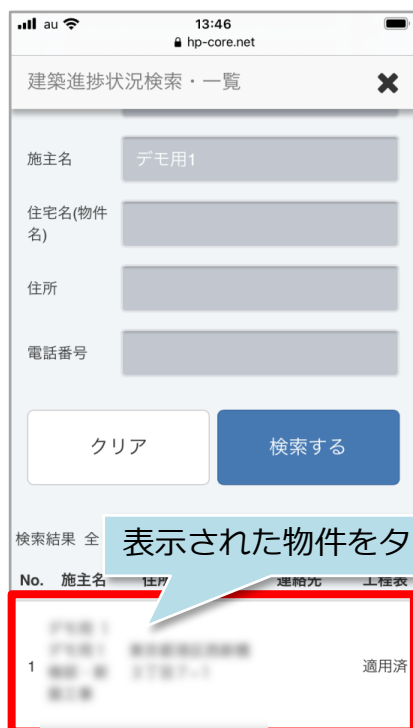 au 13:46
hp-core.net
建築進捗状況検索・一覧
施主名 デモ用1
住宅名(物件
名)
住所
電話番号
クリア 検索する
検索結果 全
表示された物件をタ
No. 施主名 住所 連絡先 工程表
1 適用済